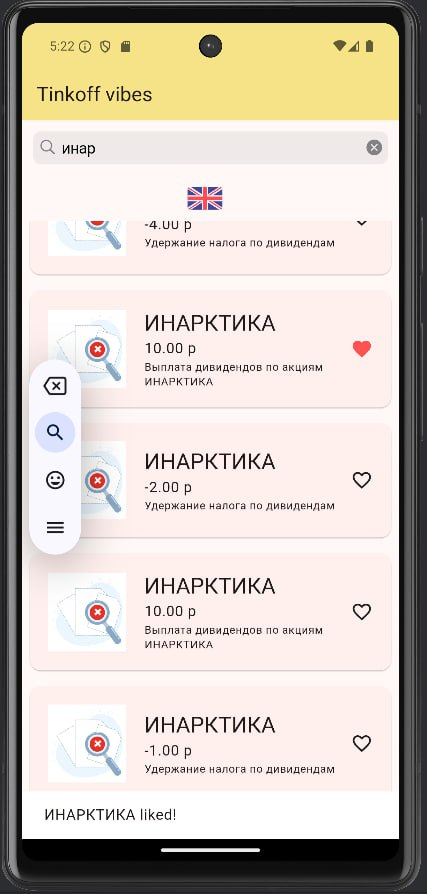 5:22
Tinkoff vibes
инар
-4.00 р
Удержание налога по дивидендам
ИНАРКТИКА
10.00 р
Выплата дивидендов по акциям
ИНАРКТИКА
ИНАРКТИКА
-2.00 р
Удержание налога по дивидендам
ИНАРКТИКА
10.00 р
Выплата дивидендов по акциям
ИНАРКТИКА
ИНАРКТИКА
-1.00 р
Удержание налога по дивидендам
ИНАРКТИКА liked!